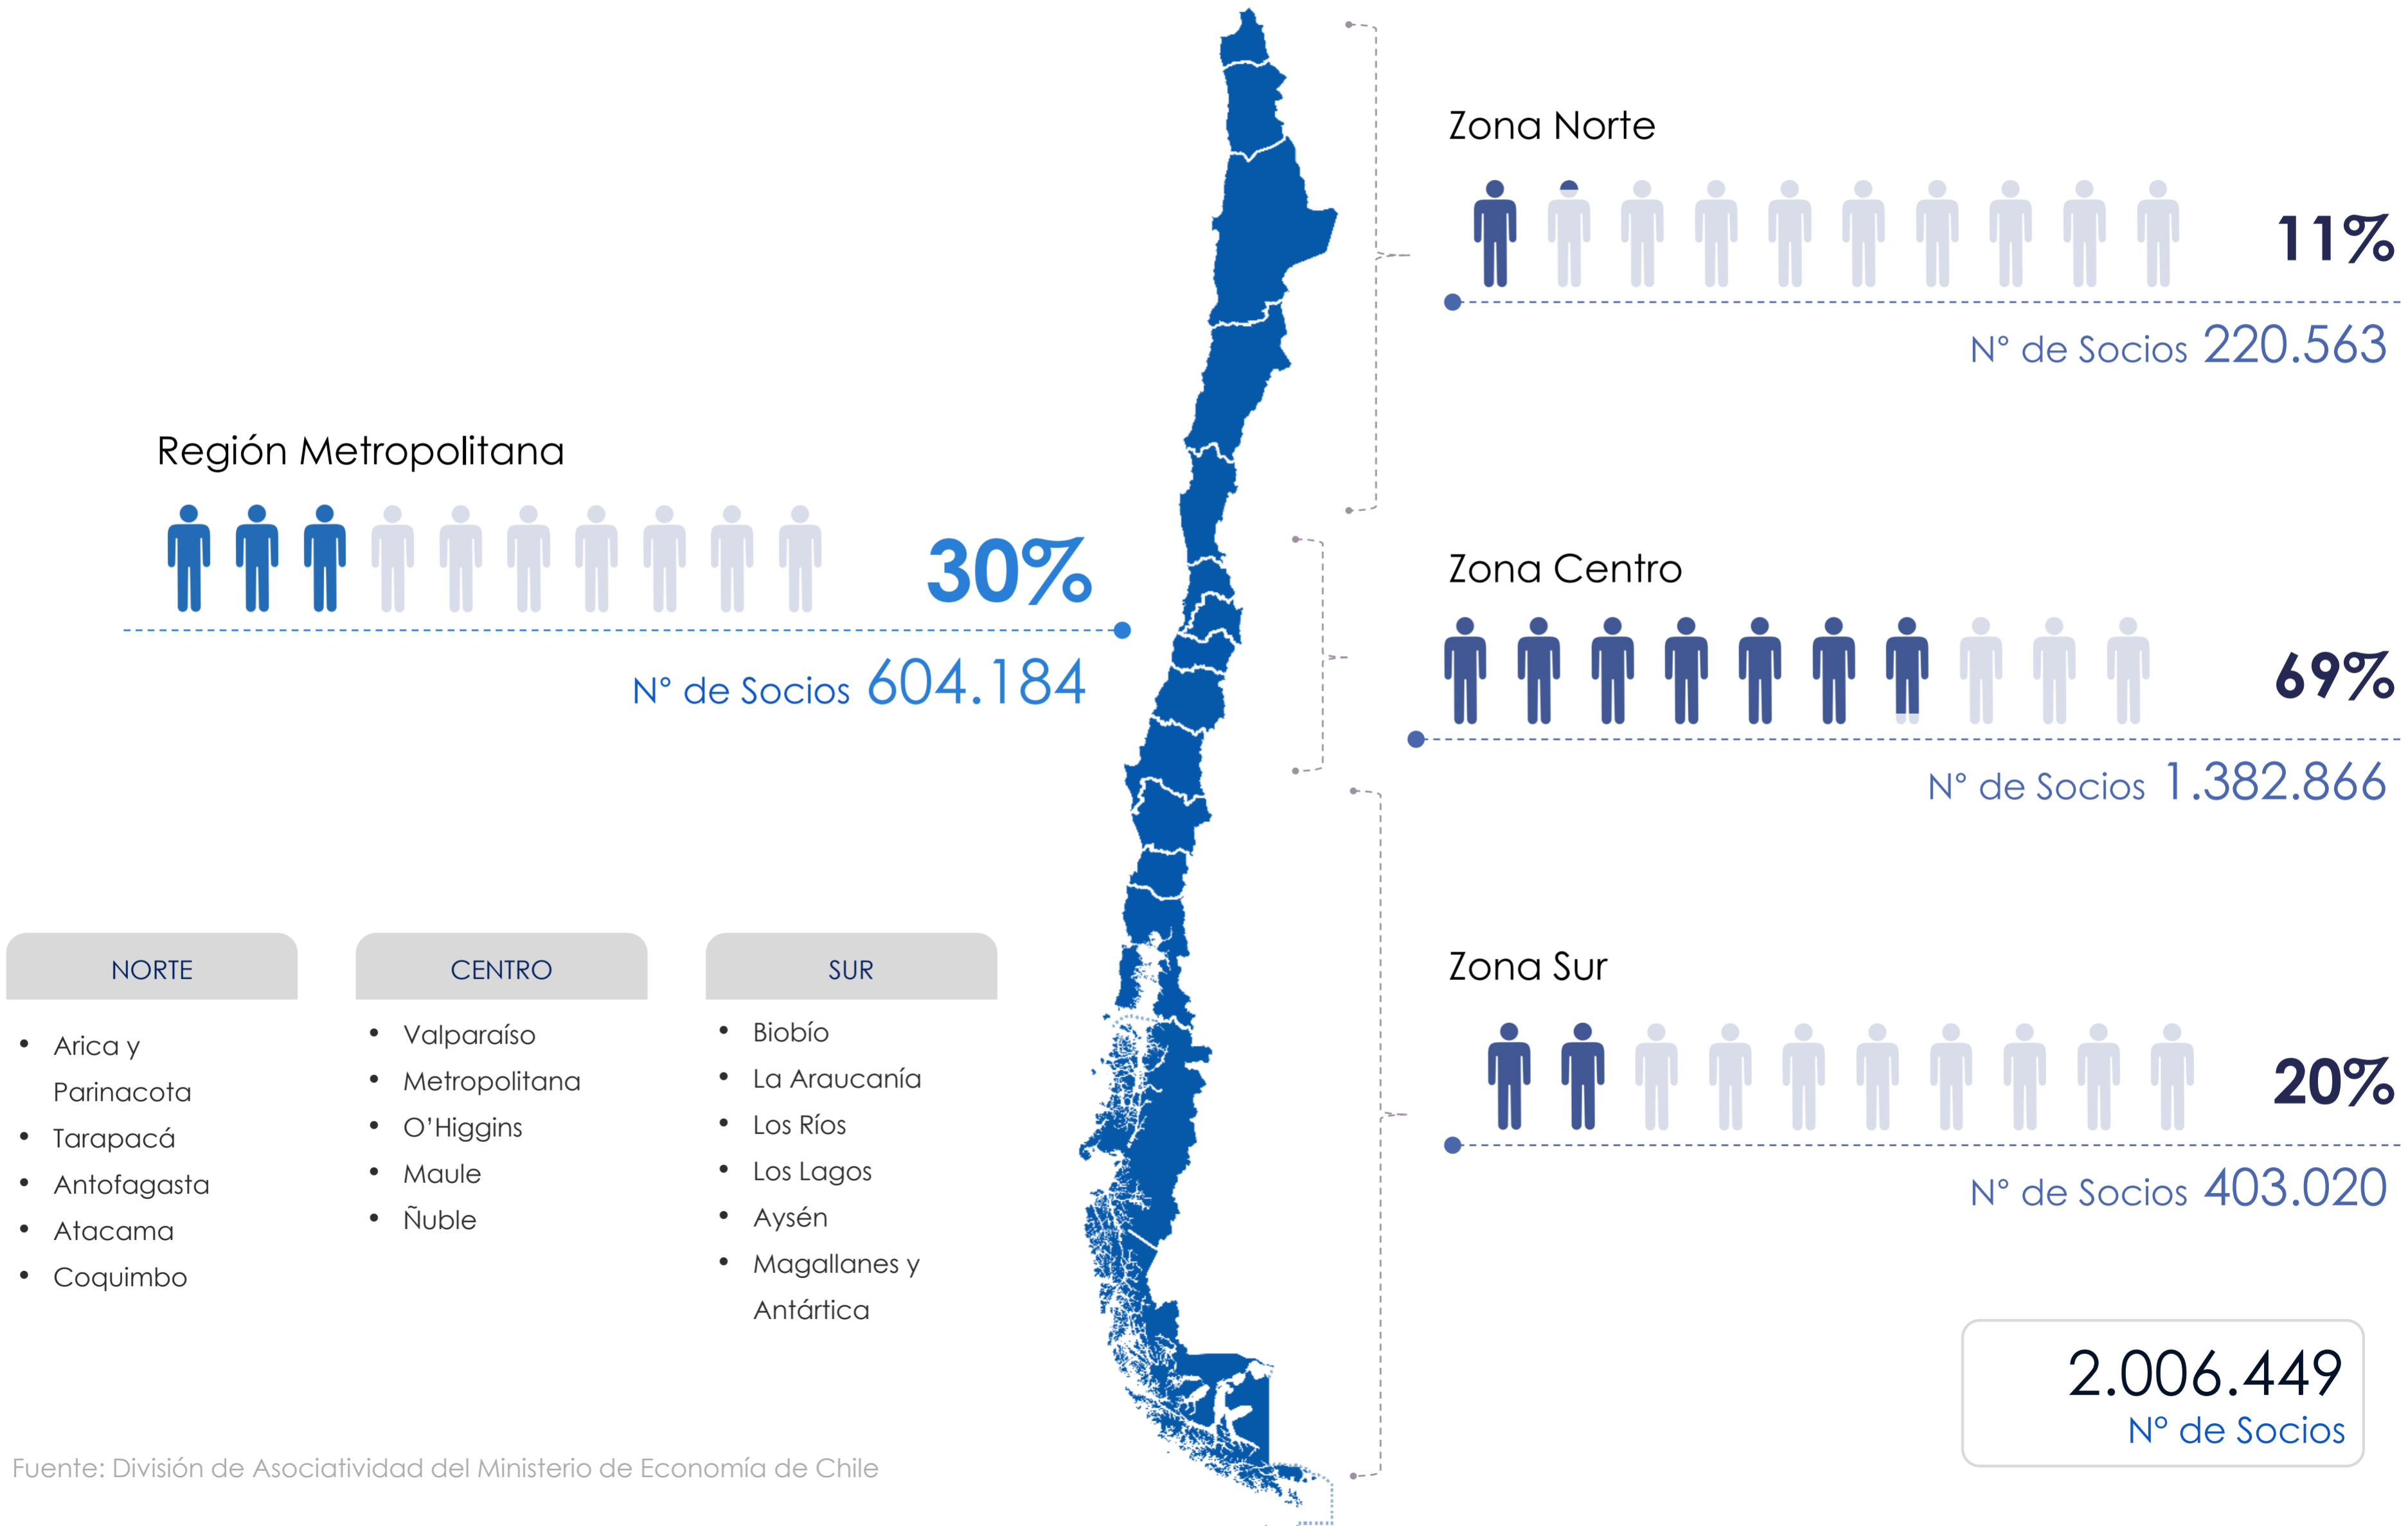 Zona Norte
11%
N° de Socios 220.563
Región Metropolitana
30%
N° de Socios 604.184
Zona Centro
69%
N° de Socios 1.382.866
NORTE
• Arica y
Parinacota
• Tarapacá
• Antofagasta
• Atacama
• Coquimbo
CENTRO
• Valparaíso
• Metropolitana
• O’Higgins
• Maule
• Ñuble
SUR
• Biobío
• La Araucanía
• Los Ríos
• Los Lagos
• Aysén
• Magallanes y
Antártica
Zona Sur
20%
N° de Socios 403.020
2.006.449
N° de Socios
Fuente: División de Asociatividad del Ministerio de Economía de Chile